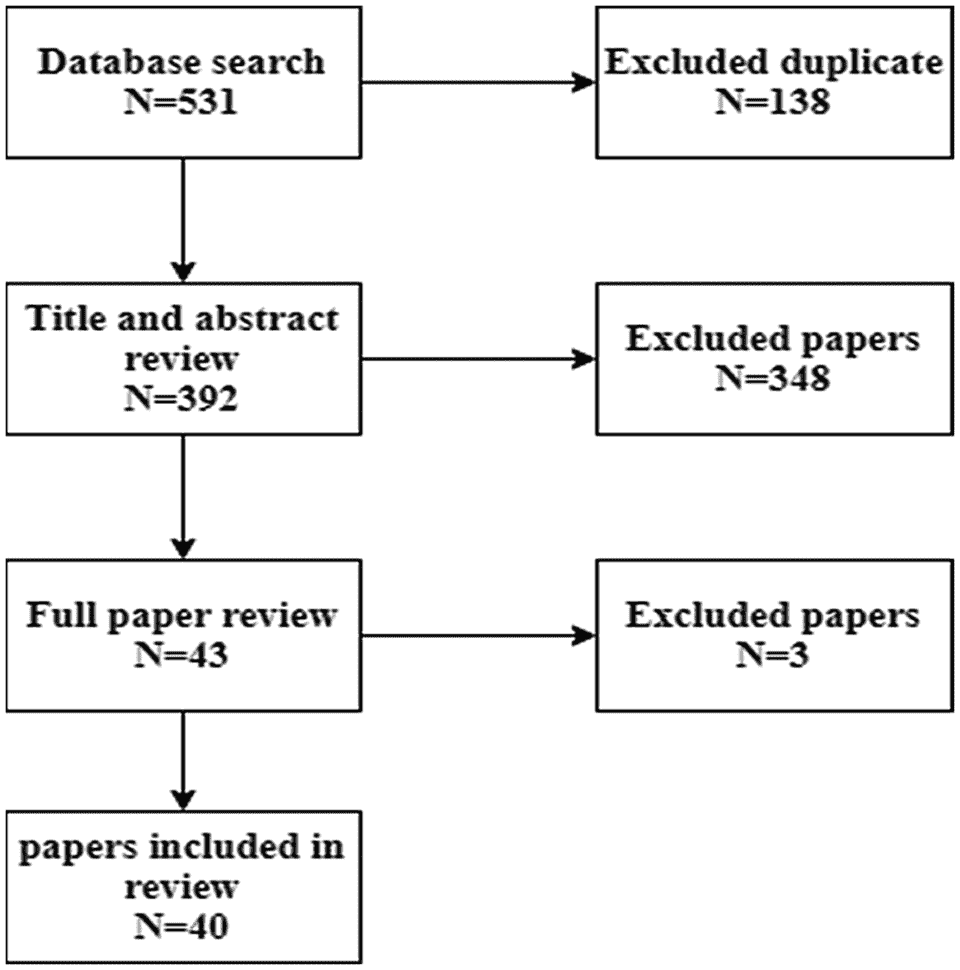 Database search
N=531
Excluded duplicate
N=138
Title and abstract
review
N=392
Excluded papers
N=348
Full paper review
N=43
Excluded papers
N=3
papers included in
review
N=40